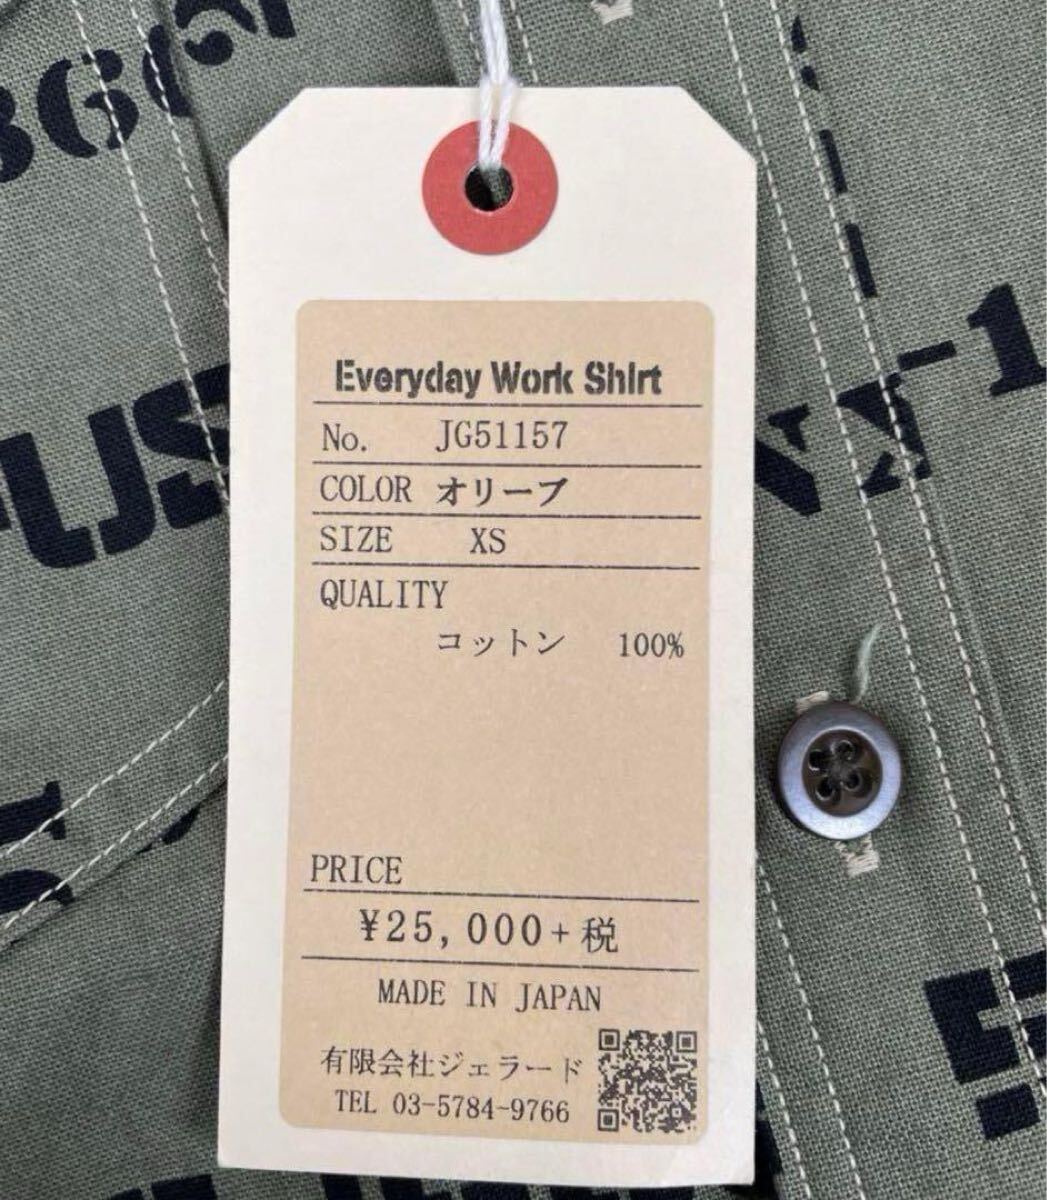 Everyday Work Shirt
No. JG51157
COLOR オリーブ
SIZE XS
QUALITY
コットン 100%
PRICE
¥25,000+税
MADE IN JAPAN
有限会社ジェラード
TEL 03-5784-9766
US
-1